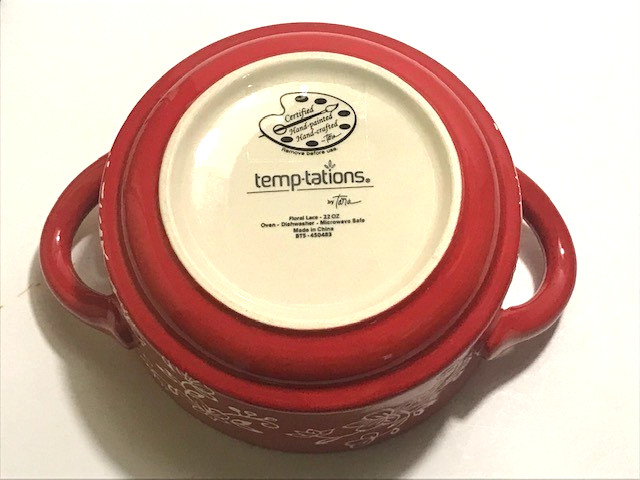 Certified
Hand-painted
Hand-crafted
Tara
Remove before use.
temp-tations®
by Tara
Floral Lace - 22 OZ
Oven - Dishwasher - Microwave Safe
Made in China
BTS - 450483